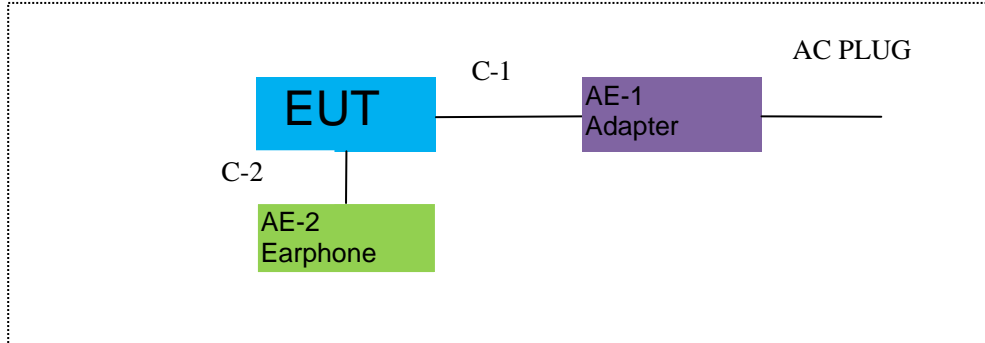 AC PLUG
C-1
EUT
AE-1
Adapter
C-2
AE-2
Earphone